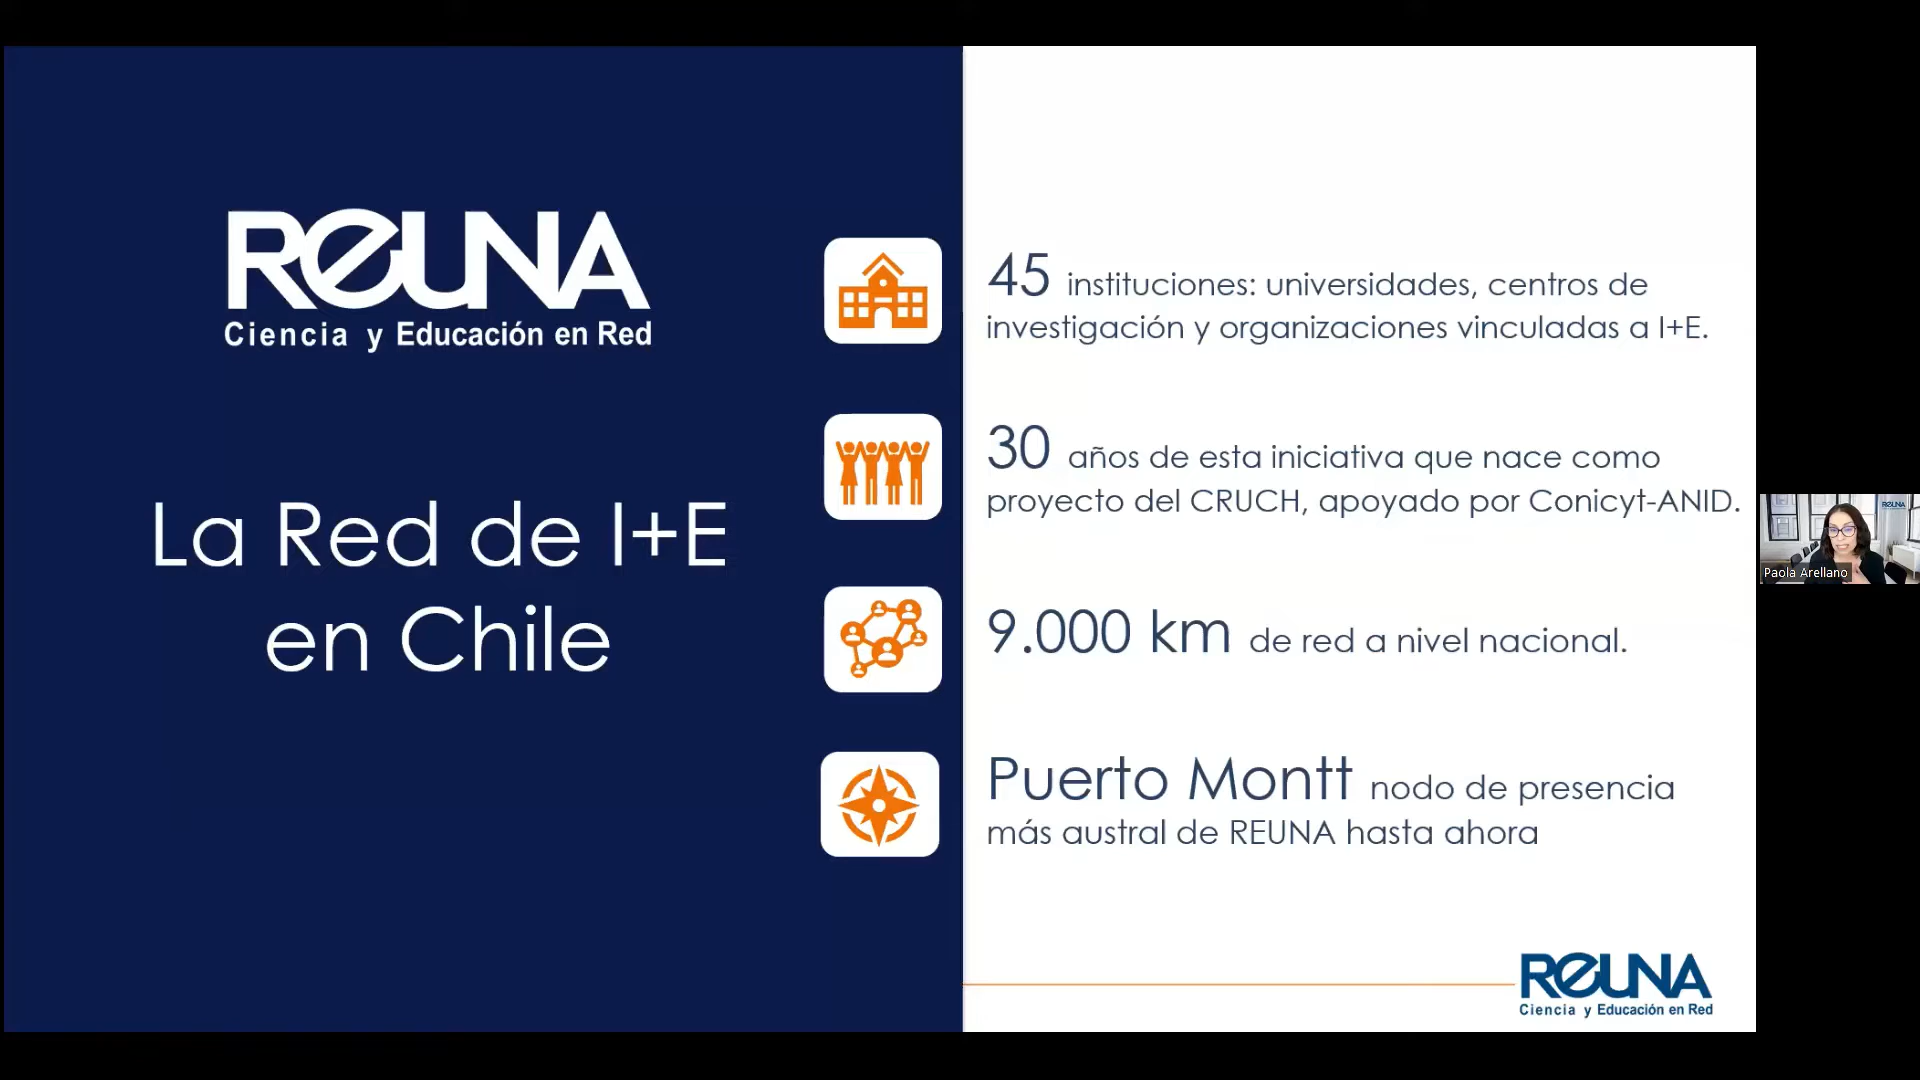 REUNA
Ciencia y Educación en Red
La Red de I+E
en Chile
45 instituciones: universidades, centros de
investigación y organizaciones vinculadas a I+E.
30 años de esta iniciativa que nace como
proyecto del CRUCH, apoyado por Conicyt-ANID.
9.000 km de red a nivel nacional.
Puerto Montt nodo de presencia
más austral de REUNA hasta ahora
REUNA
Ciencia y Educación en Red
REUNA
Paola Arellano